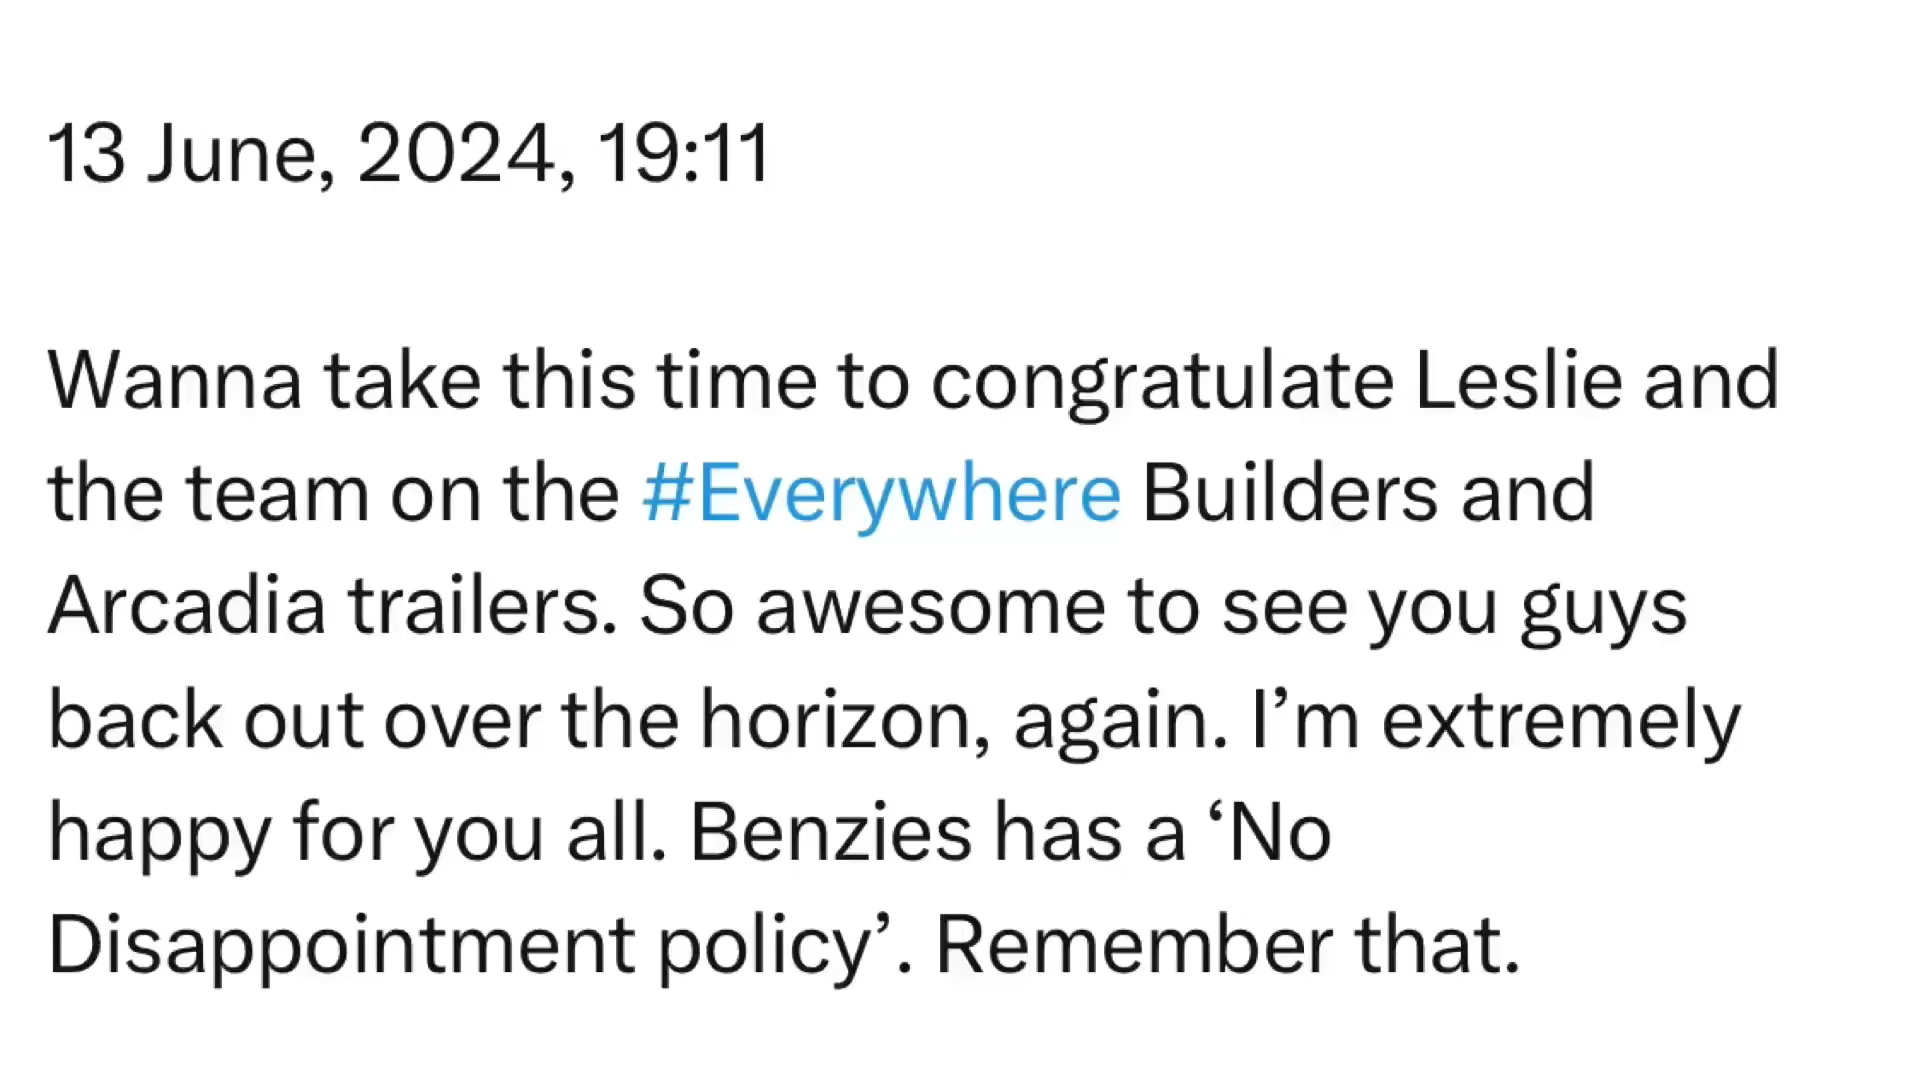 13 June, 2024, 19:11
Wanna take this time to congratulate Leslie and
the team on the #Everywhere Builders and
Arcadia trailers. So awesome to see you guys
back out over the horizon, again. I’m extremely
happy for you all. Benzies has a ‘No
Disappointment policy’. Remember that.